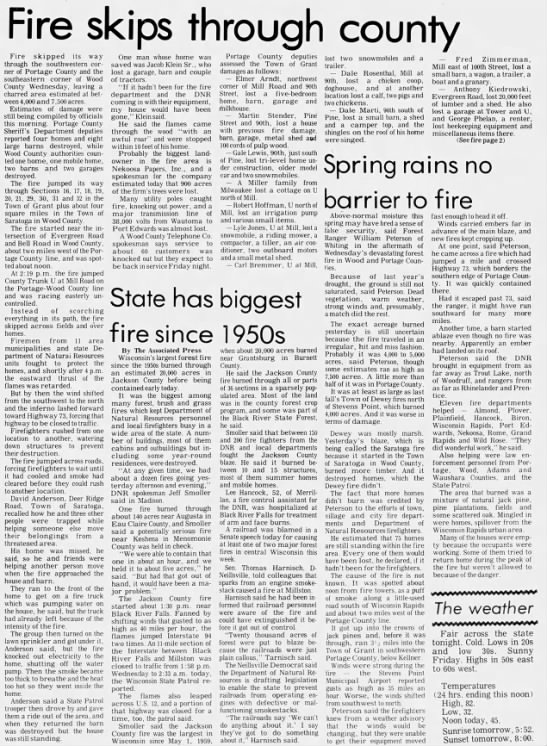 Fire skips through county
Fire skipped its way
through the southwestern cor-
ner of Portage County and the
southeastern corner of Wood
County Wednesday, leaving a
charred area estimated at bet-
ween 4,000 and 7,500 acres.
Estimates of damage were
still being compiled by officials
this morning. Portage County
Sheriff's Department deputies
reported four homes and eight
large barns destroyed, while
Wood County authorities coun-
ted one home, one mobile home,
two barns and two garages
destroyed.
The fire jumped its way
through Sections 16, 17, 18, 19,
20, 21, 29, 30, 31 and 32 in the
Town of Grant plus about four
square miles in the Town of
Saratoga in Wood County.
The fire started near the in-
tersection of Evergreen Road
and Bell Road in Wood County,
about two miles west of the Por-
tage County line, and was spot-
ted about noon.
At 2:19 p.m. the fire jumped
County Trunk U at Mill Road on
the Portage-Wood County line
and was racing easterly un-
controlled.
Instead of scorching
everything in its path, the fire
skipped across fields and over
homes.
Firemen from 11 area
municipalities and state De-
partment of Natural Resources
units fought to protect the
homes, and shortly after 4 p.m.
the eastward thrust of the
flames was retarded.
But by then the wind shifted
from the southwest to the north
and the inferno lashed forward
toward Highway 73, forcing that
highway to be closed to traffic.
Firefighters rushed from one
location to another, watering
down structures to prevent
their destruction.
The fire jumped across roads,
forcing firefighters to wait until
it had cooled and smoke had
cleared before they could rush
to another location.
David Anderson, Deer Ridge
Road, Town of Saratoga,
recalled how he and three other
people were trapped while
helping someone else move
their belongings from a
threatened area.
His home was missed, he
said, so he and friends were
helping another person move
when the fire approached the
house and barn.
They ran to the front of the
home to get on a fire truck
which was pumping water on
the house, he said, but the truck
had already left because of the
intensity of the fire.
The group then turned on the
lawn sprinkler and got under it,
Anderson said, but the fire
knocked out electricity to the
home, shutting off the water
pump. Then the smoke became
too thick to breathe and the heat
too hot so they went inside the
home.
Anderson said a State Patrol
trooper then drove by and gave
them a ride out of the area, and
when they returned the barn
was destroyed but the house
was still standing.
One man whose home was
saved was Jacob Klein Sr., who
lost a garage, barn and couple
of tractors.
"If it hadn't been for the fire
department and the DNR
coming in with their equipment,
my house would have been
gone," Klein said.
He said the flames came
through the wood "with an
awful roar" and were stopped
within 18 feet of his home.
Probably the biggest land-
owner in the fire area is
Nekoosa Papers, Inc., and a
spokesman for the company
estimated today that 900 acres
of the firm's trees were lost.
Many utility poles caught
fire, knocking out power, and a
major transmission line of
38,000 volts from Wautoma to
Port Edwards was almost lost.
A Wood County Telephone Co.
spokesman says service to
about 60 customers was
knocked out but they expect to
be back in service Friday night.
Portage County deputies
assessed the Town of Grant
damages as follows:
— Elmer Arndt, northwest
corner of Mill Road and 90th
Street, lost a five-bedroom
home, barn, garage and
milkhouse.
— Martin Stender, Pine
Street and 90th, lost a house
with previous fire damage,
barn, garage, metal shed and
100 cords of pulp wood.
— Gale Lewis, 90th, just south
of Pine, lost tri-level home un-
der construction, older model
car and two snowmobiles.
— A Miller family from
Milwaukee lost a cottage on U
north of Mill.
— Robert Hoffman, U north of
Mill, lost an irrigation pump
and various small items.
— Lyle Jones, U at Mill, lost a
snowmobile, a riding mower, a
compactor, a tiller, an air con-
ditioner, two outboard motors
and a small metal shed.
— Carl Bremmer, U at Mill,
lost two snowmobiles and a
trailer.
— Dale Rosenthal, Mill at
90th, lost a chicken coop,
doghouse, and at another
location lost a calf, two pigs and
two chickens.
— Dale Marti, 90th south of
Pine, lost a small barn, a shed
and a camper top, and the
shingles on the roof of his home
were singed.
— Fred Zimmerman,
Mill east of 100th Street, lost a
small barn, a wagon, a trailer, a
boat and a granary.
— Anthony Kiedrowski,
Evergreen Road, lost 20,000 feet
of lumber and a shed. He also
lost a garage at Tower and U,
and George Phelan, a renter,
lost beekeeping equipment and
miscellaneous items there.
(See fire page 2)
State has biggest
fire since 1950s
By The Associated Press
Wisconsin's largest forest fire
since the 1950s burned through
an estimated 20,000 acres in
Jackson County before being
contained early today.
It was the biggest among
many forest, brush and grass
fires which kept Department of
Natural Resources personnel
and local firefighters busy in a
wide area of the state. A num-
ber of buildings, most of them
cabins and outbuildings but in-
cluding some year-round
residences, were destroyed.
"At any given time, we had
about a dozen fires going yes-
terday afternoon and evening,"
DNR spokesman Jeff Smoller
said in Madison.
One fire burned through
about 140 acres near Augusta in
Eau Claire County, and Smoller
said a potentially serious fire
near Keshena in Menomonie
County was held in check.
"We were able to contain that
one in about an hour, and we
held it to about five acres," he
said. "But had that got out of
hand, it would have been a ma-
jor problem."
The Jackson County fire
started about 1:30 p.m. near
Black River Falls. Fanned by
shifting winds that gusted to as
high as 46 miles per hour, the
flames jumped Interstate 94
two times. An 11-mile section of
the Interstate between Black
River Falls and Millston was
closed to traffic from 1:58 p.m.
Wednesday to 2:33 a.m. today,
the Wisconsin State Patrol re-
ported.
The flames also leaped
across U.S. 12, and a portion of
that highway was closed for a
time, too, the patrol said.
Smoller said the Jackson
County fire was the largest in
Wisconsin since May 1, 1959,
when about 20,000 acres burned
near Grantsburg in Burnett
County.
He said the Jackson County
fire burned through all or parts
of 36 sections in a sparsely pop-
ulated area. Most of the land
was in the county forest crop
program, and some was part of
the Black River State Forest,
he said.
Smoller said that between 150
and 200 fire fighters from the
DNR and local departments
fought the Jackson County
blaze. He said it burned be-
tween 10 and 15 structures,
most of them summer homes
and mobile homes.
Lee Hancock, 52, of Merril-
lan, a fire control assistant for
the DNR, was hospitalized at
Black River Falls for treatment
of arm and face burns.
A railroad was blamed in a
Senate speech today for causing
at least one of two major forest
fires in central Wisconsin this
week.
Sen. Thomas Harnisch, D-
Neillsville, told colleagues that
sparks from an engine smoke-
stack caused a fire at Millston.
Harnisch said he had been in-
formed that railroad personnel
were aware of the fire and
could have extinguished it be-
fore it got out of control.
"Twenty thousand acres of
forest were put to blaze be-
cause the railroads were just
plain callous," Tarnisch said.
The Neillsville Democrat said
the Department of Natural Re-
sources is drafting legislation
to enable the state to prevent
railroads from operating en-
gines with defective or mal-
functioning smokestacks.
"The railroads say 'We can't
do anything about it.' I say
they've got to do something
about it," Harnisch said.
Spring rains no
barrier to fire
Above-normal moisture this
spring may have lent a sense of
false security, said Forest
Ranger William Peterson of
Whiting in the aftermath of
Wednesday's devastating forest
fire in Wood and Portage Coun-
ties.
Because of last year's
drought, the ground is still not
saturated, said Peterson. Dead
vegetation, warm weather,
strong winds and, presumably,
a match did the rest.
The exact acreage burned
yesterday is still uncertain
because the fire traveled in an
irregular, hit and miss fashion.
Probably it was 4,000 to 5,000
acres, said Peterson, though
some estimates ran as high as
7,500 acres. A little more than
half of it was in Portage County.
It was at least as large as last
fall's Town of Dewey fires north
of Stevens Point, which burned
4,000 acres. And it was worse in
terms of damage.
Dewey was mostly marsh.
Yesterday's blaze, which is
being called the Saratoga fire
because it started in the Town
of Saratoga in Wood County,
burned more timber. And it
destroyed homes, which the
Dewey fire didn't.
The fact that more homes
didn't burn was credited by
Peterson to the efforts of town,
village and city fire depart-
ments and Department of
Natural Resources firefighters.
He estimated that 75 homes
are still standing within the fire
area. Every one of them would
have been lost, he declared, if it
hadn't been for the firefighters.
The cause of the fire is not
known. It was spotted about
noon from fire towers, as a puff
of smoke along a little-used
road south of Wisconsin Rapids
and about two miles west of the
Portage County line.
It got up into the crowns of
jack pines and, before it was
through, ran 3½ miles into the
Town of Grant in southwestern
Portage County, below Kellner.
Winds were strong during the
fire — the Stevens Point
Municipal Airport reported
gusts as high as 35 miles an
hour. Worse, the winds shifted
from southwest to north.
Peterson said the firefighters
knew from a weather advisory
that the winds would be
changing, but they were unable
to get their equipment moved
fast enough to head it off.
Winds carried embers far in
advance of the main blaze, and
new fires kept cropping up.
At one point, said Peterson,
he came across a fire which had
jumped a mile and crossed
Highway 73, which borders the
southern edge of Portage Coun-
ty. It was quickly contained
there.
Had it escaped past 73, said
the ranger, it might have run
southward for many more
miles.
Another time, a barn started
ablaze even though no fire was
nearby. Apparently an ember
had landed on its roof.
Peterson said the DNR
brought in equipment from as
far away as Trout Lake, north
of Woodruff, and rangers from
as far as Rhinelander and Pren-
tice.
Eleven fire departments
helped — Almond, Plover,
Plainfield, Hancock, Biron,
Wisconsin Rapids, Port Ed-
wards, Nekoosa, Rome, Grand
Rapids and Wild Rose. "They
did wonderful work," he said.
Also helping were law en-
forcement personnel from Por-
tage, Wood, Adams and
Waushara Counties, and the
State Patrol.
The area that burned was a
mixture of natural jack pine,
pine plantations, fields and
some scattered oak. Mingled in
were homes, spillover from the
Wisconsin Rapids urban area.
Many of the homes were emp-
ty because the occupants were
working. Some of them tried to
return home during the peak of
the fire but weren't allowed to
because of the danger.
The weather
Fair across the state
tonight. Cold. Lows in 20s
and low 30s. Sunny
Friday. Highs in 50s east
to 60s west.
Temperatures
(24 hrs. ending this noon)
High, 82.
Low, 32.
Noon today, 45.
Sunrise tomorrow, 5:52.
Sunset tomorrow, 8:00.